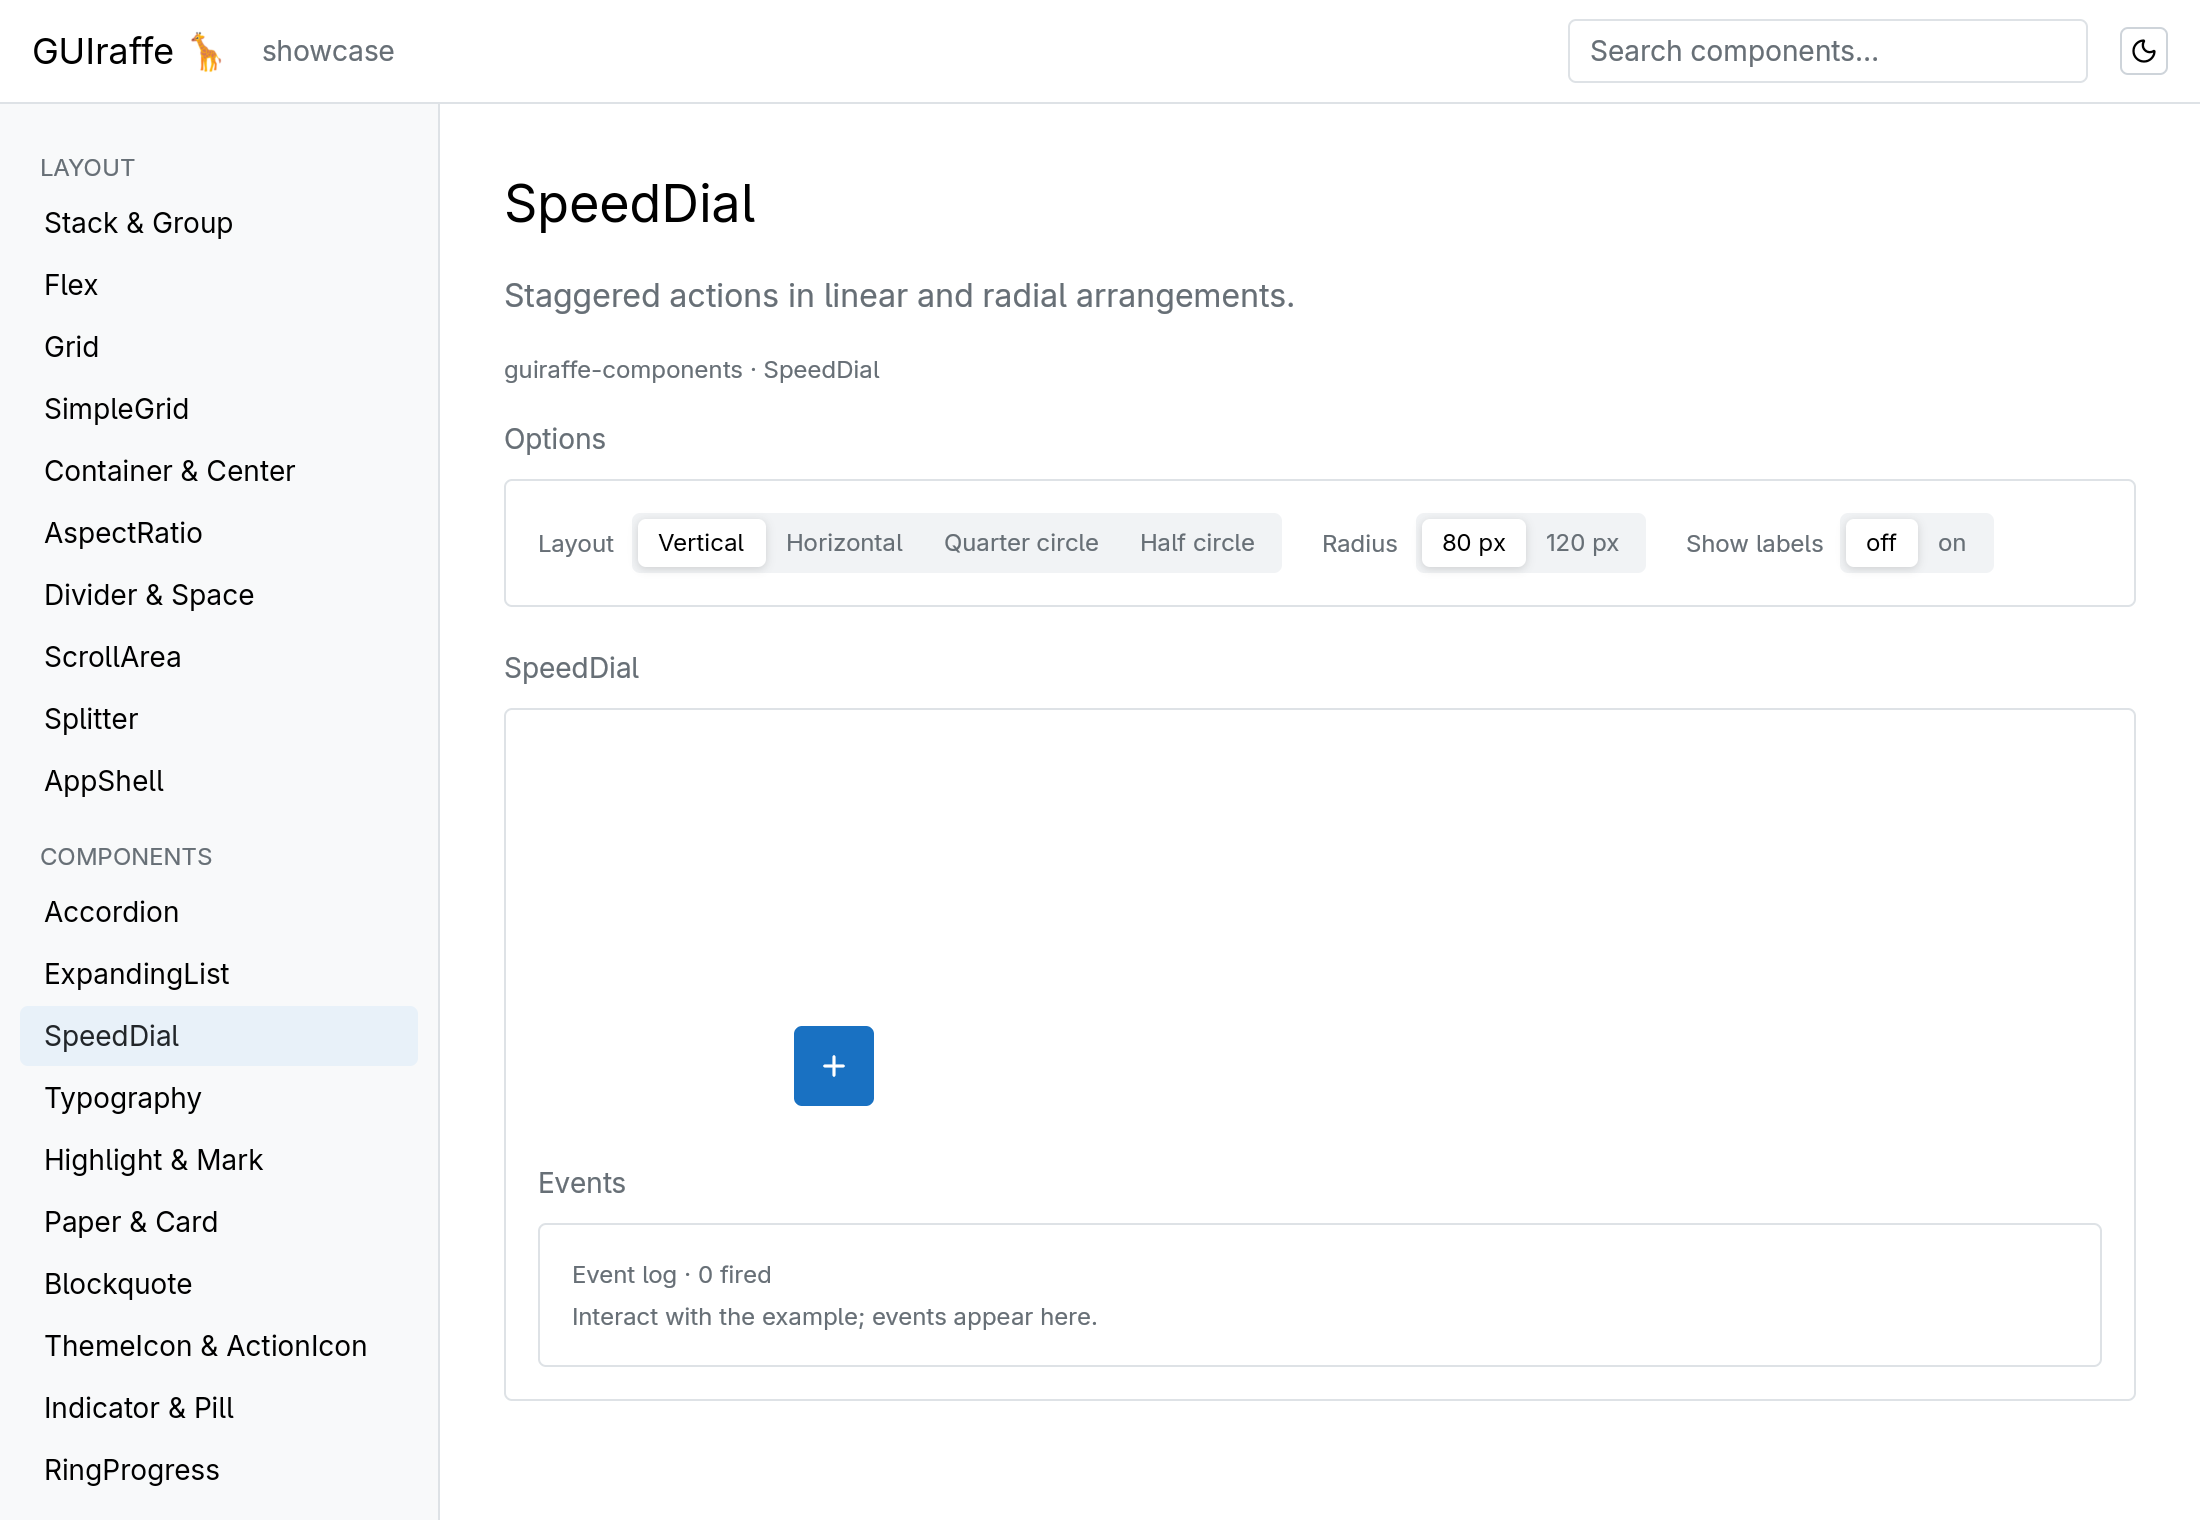 GUIraffe 🦒 showcase Search components...
LAYOUT
Stack & Group
Flex
Grid
SimpleGrid
Container & Center
AspectRatio
Divider & Space
ScrollArea
Splitter
AppShell
COMPONENTS
Accordion
ExpandingList
SpeedDial
Typography
Highlight & Mark
Paper & Card
Blockquote
ThemeIcon & ActionIcon
Indicator & Pill
RingProgress
SpeedDial
Staggered actions in linear and radial arrangements.
guiraffe-components · SpeedDial
Options
Layout Vertical Horizontal Quarter circle Half circle Radius 80 px 120 px Show labels off on
SpeedDial
Events
Event log · 0 fired
Interact with the example; events appear here.